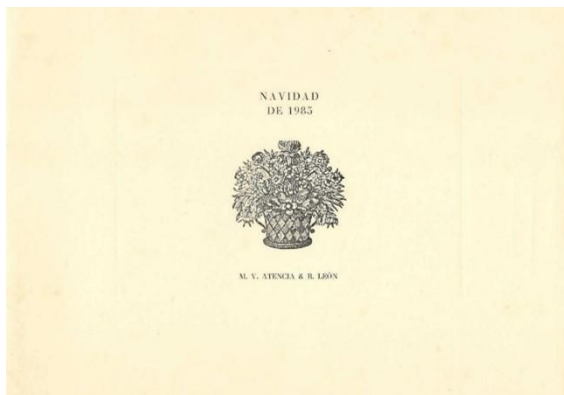 NAVIDAD
DE 1985
M. V. ATENCIA & R. LEÓN